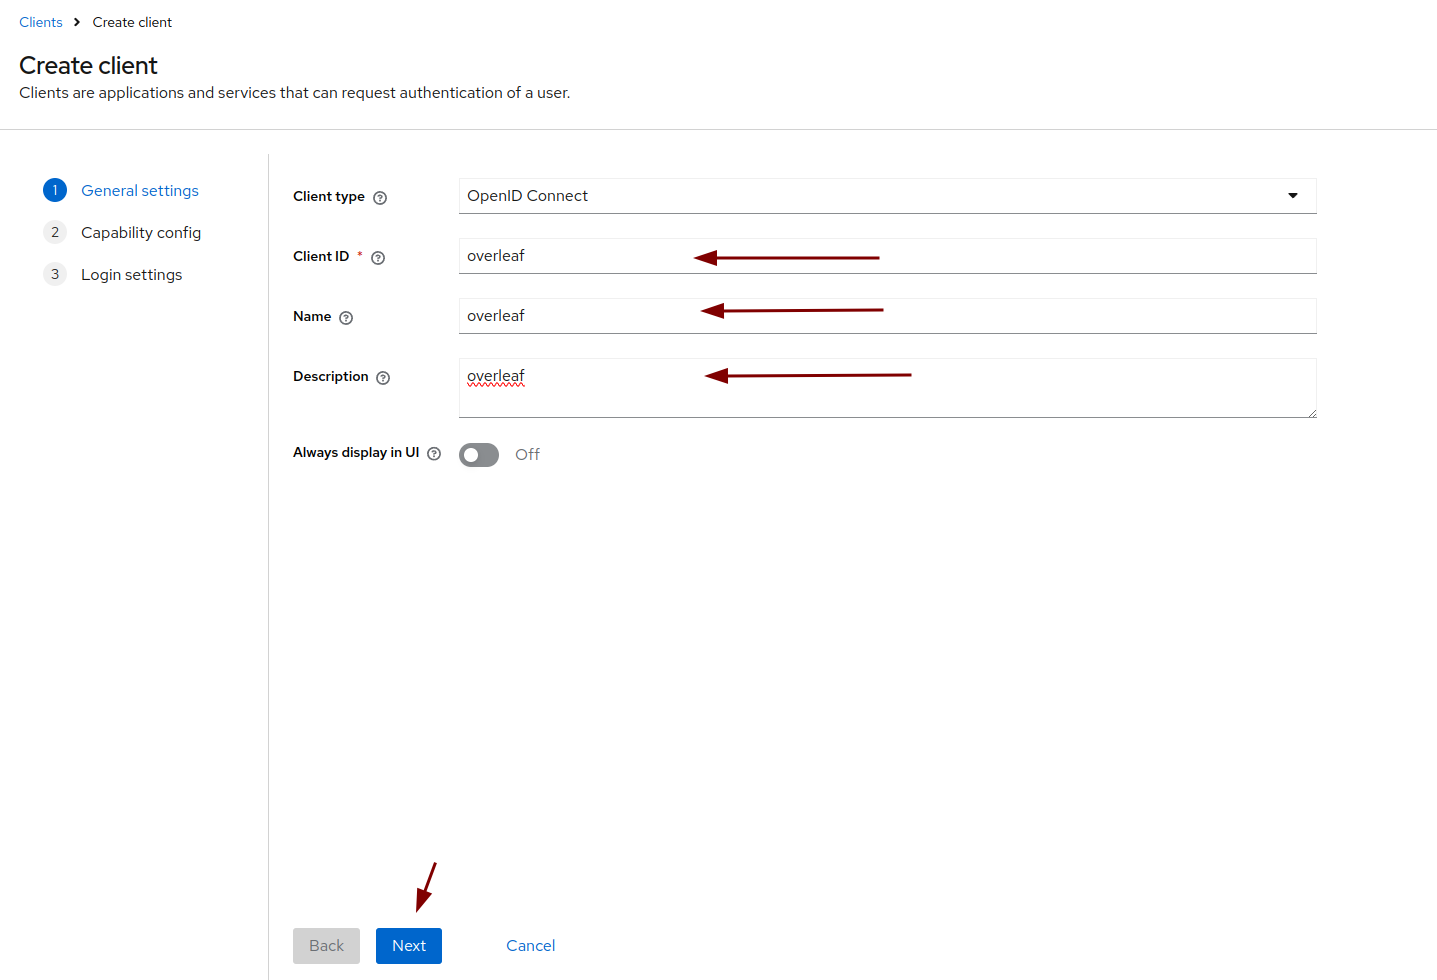 Clients > Create client
Create client
Clients are applications and services that can request authentication of a user.
1 General settings
2 Capability config
3 Login settings
Client type ? OpenID Connect
Client ID * ? overleaf
Name ? overleaf
Description ? overleaf
Always display in UI ? Off
Back Next Cancel